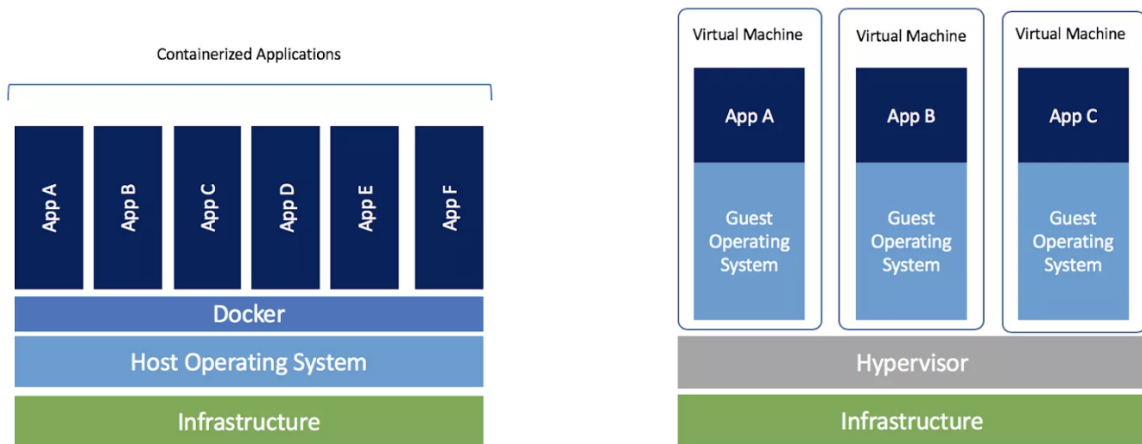 Containerized Applications
App A
App B
App C
App D
App E
App F
Docker
Host Operating System
Infrastructure
Virtual Machine
App A
Guest
Operating
System
Virtual Machine
App B
Guest
Operating
System
Virtual Machine
App C
Guest
Operating
System
Hypervisor
Infrastructure